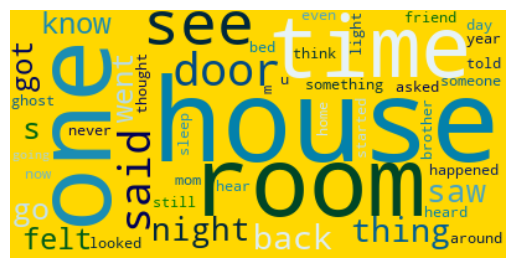 know
see
even
friend
day
time
light
year
got
one
bed
think
told
door
went
thought
something
asked
someone
ghost
m
u
house
s
never
said
sleep
home
started
brother
going
now
room
mom
hear
happened
saw
go
still
heard
felt
looked
night
back
thing
around